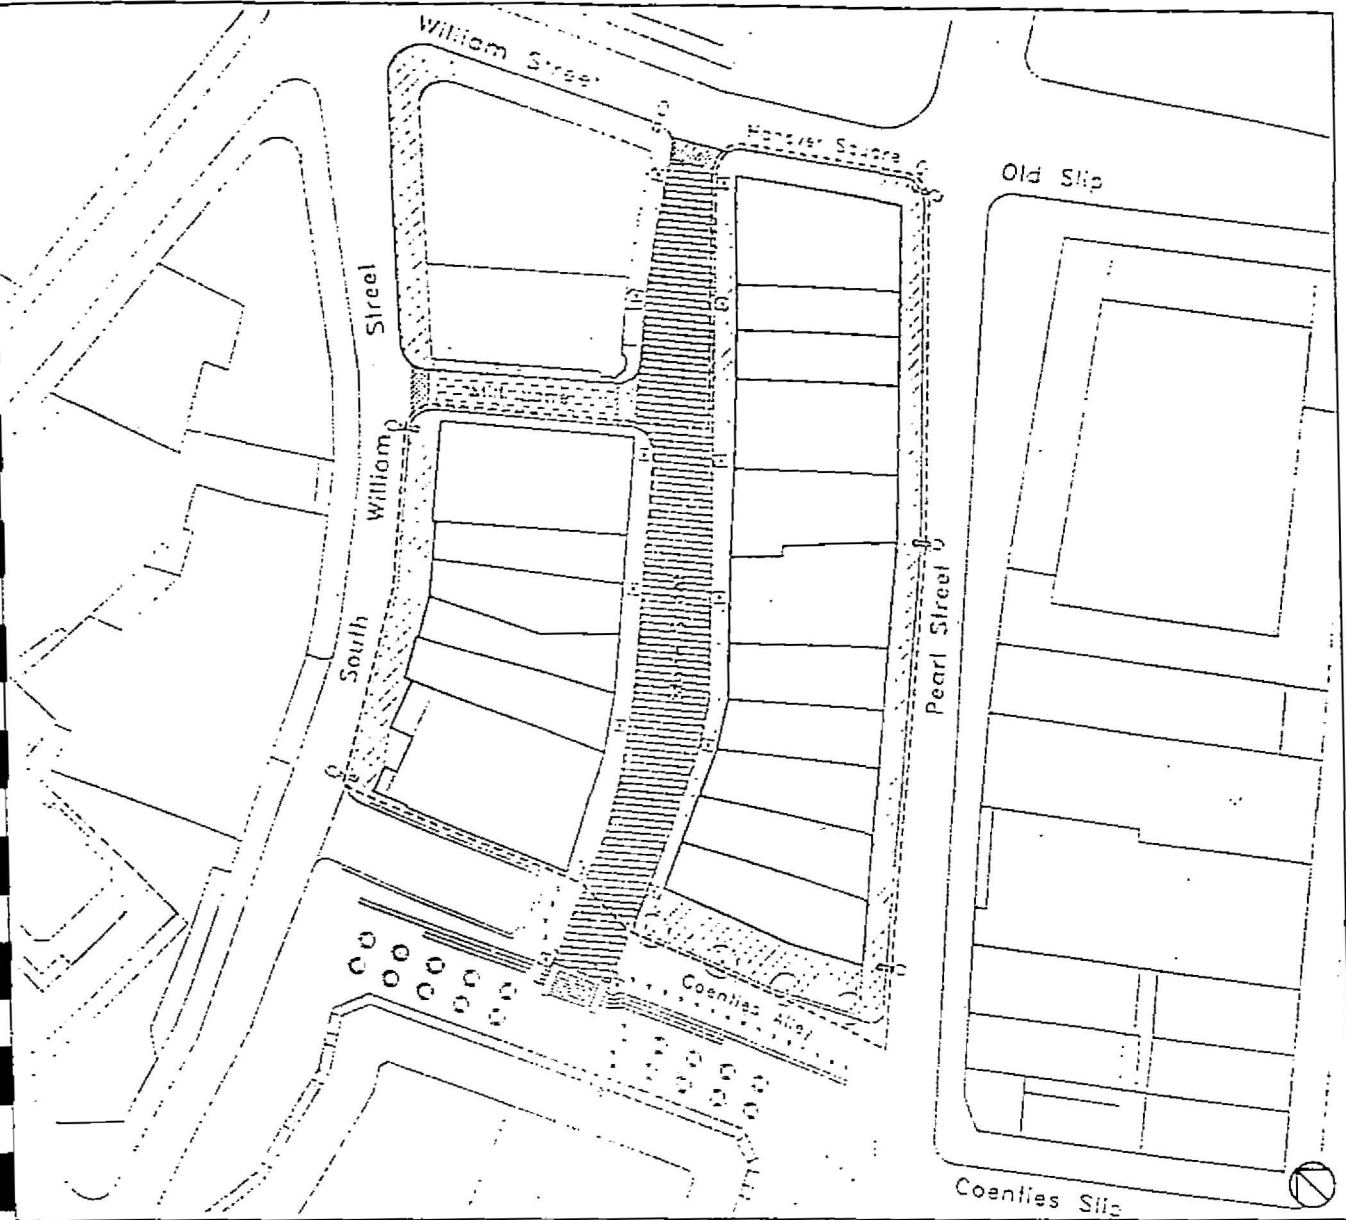 William Street
Hanover Square
Old Slip
Street
William
South
Pearl Street
Coenties Alley
Coenties Slip